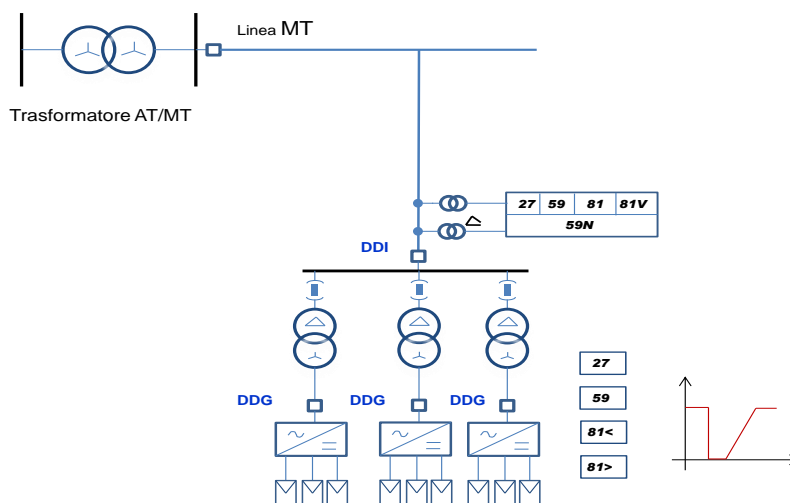 Linea MT
Trasformatore AT/MT
27 59 81 81V
59N
DDI
DDG DDG DDG
27
59
81<
81>